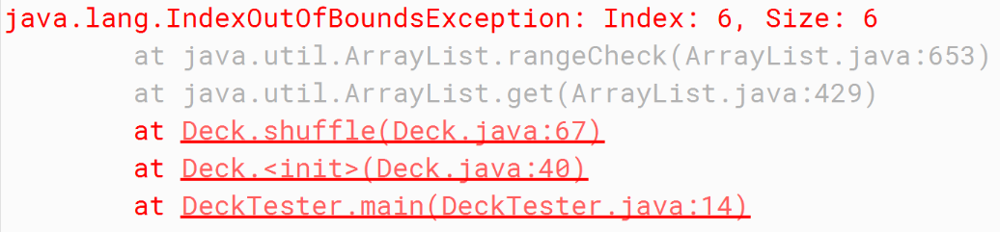 java.lang.IndexOutOfBoundsException: Index: 6, Size: 6
at java.util.ArrayList.rangeCheck(ArrayList.java:653)
at java.util.ArrayList.get(ArrayList.java:429)
at Deck.shuffle(Deck.java:67)
at Deck.<init>(Deck.java:40)
at DeckTester.main(DeckTester.java:14)